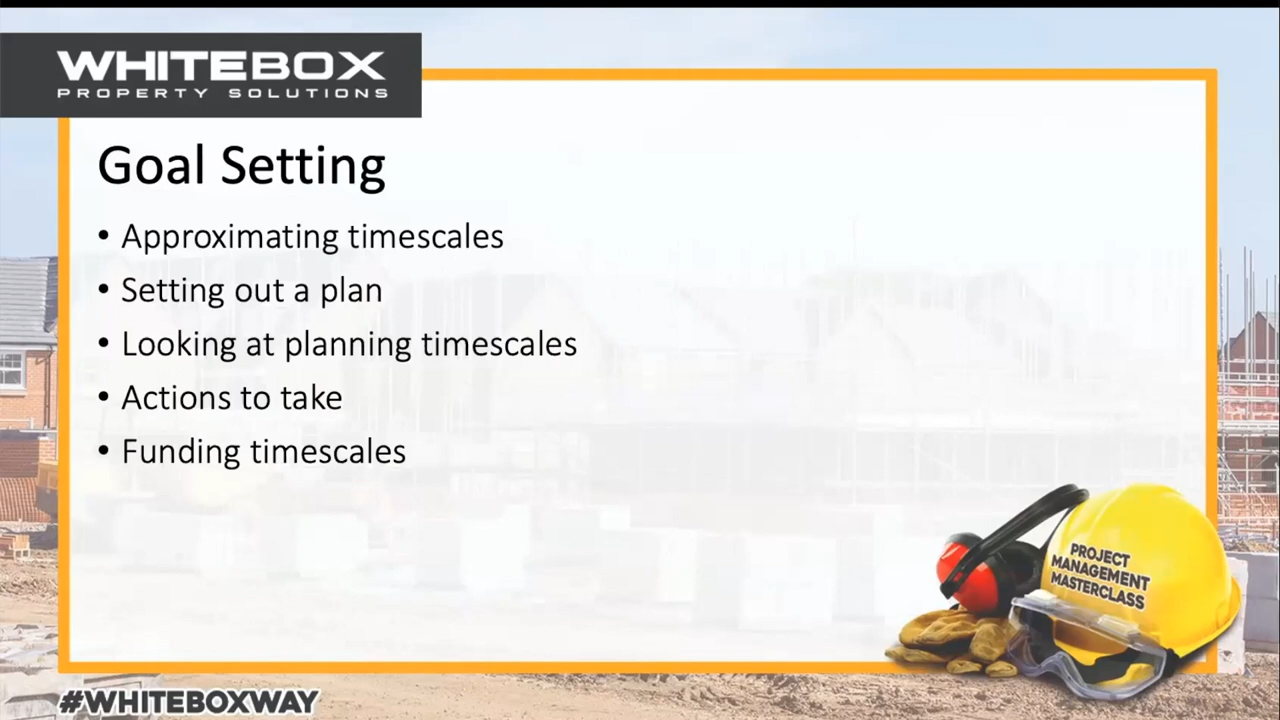 WHITEBOX
PROPERTY SOLUTIONS
Goal Setting
• Approximating timescales
• Setting out a plan
• Looking at planning timescales
• Actions to take
• Funding timescales
PROJECT
MANAGEMENT
MASTERCLASS
#WHITEBOXWAY